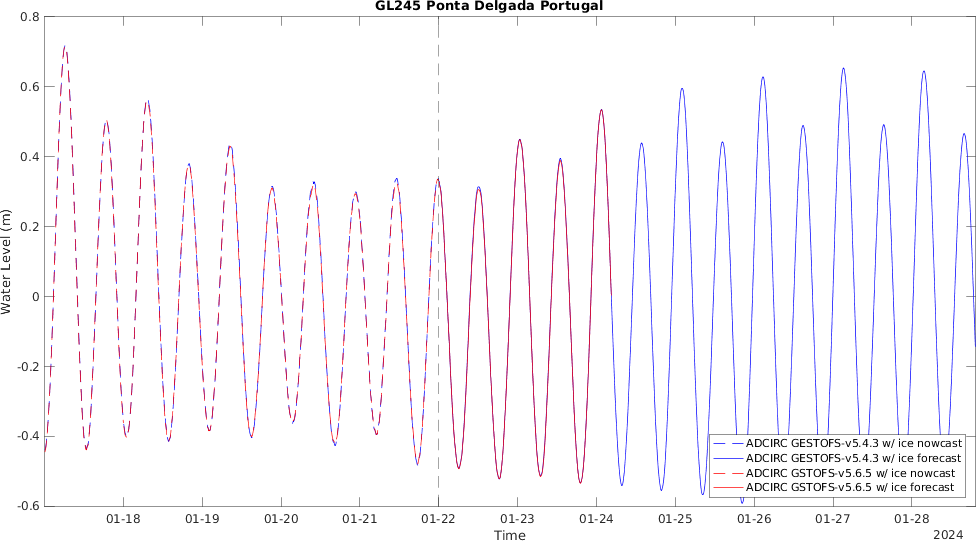 GL245 Ponta Delgada Portugal
0.8
0.6
0.4
0.2
0
-0.2
-0.4
-0.6
Water Level (m)
ADCIRC GESTOFS-v5.4.3 w/ ice nowcast
ADCIRC GESTOFS-v5.4.3 w/ ice forecast
ADCIRC GSTOFS-v5.6.5 w/ ice nowcast
ADCIRC GSTOFS-v5.6.5 w/ ice forecast
01-18 01-19 01-20 01-21 01-22 01-23 01-24 01-25 01-26 01-27 01-28
Time
2024